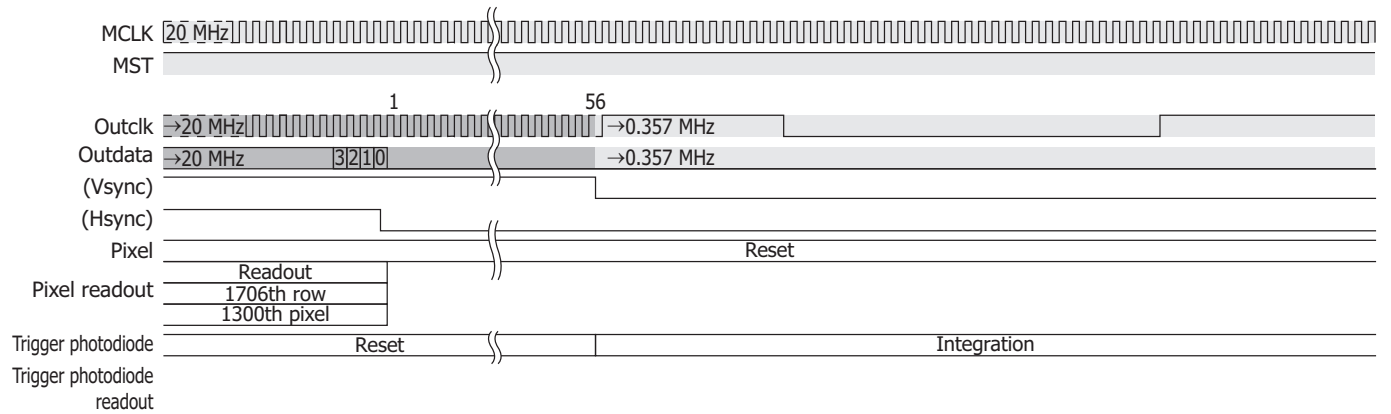 MCLK 20 MHz
MST
1 56
Outclk →20 MHz →0.357 MHz
Outdata →20 MHz 3 2 1 0 →0.357 MHz
(Vsync)
(Hsync)
Pixel Reset
Readout
Pixel readout 1706th row
1300th pixel
Trigger photodiode Reset Integration
Trigger photodiode
readout